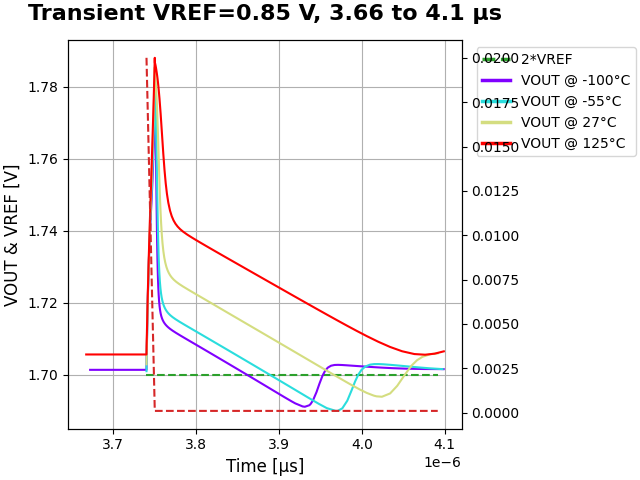 Transient VREF=0.85 V, 3.66 to 4.1 µs
VOUT & VREF [V]
1.78
1.76
1.74
1.72
1.70
3.7
3.8
3.9
4.0
4.1
1e−6
Time [µs]
0.0200
0.0175
0.0150
0.0125
0.0100
0.0075
0.0050
0.0025
0.0000
2*VREF
VOUT @ -100°C
VOUT @ -55°C
VOUT @ 27°C
VOUT @ 125°C